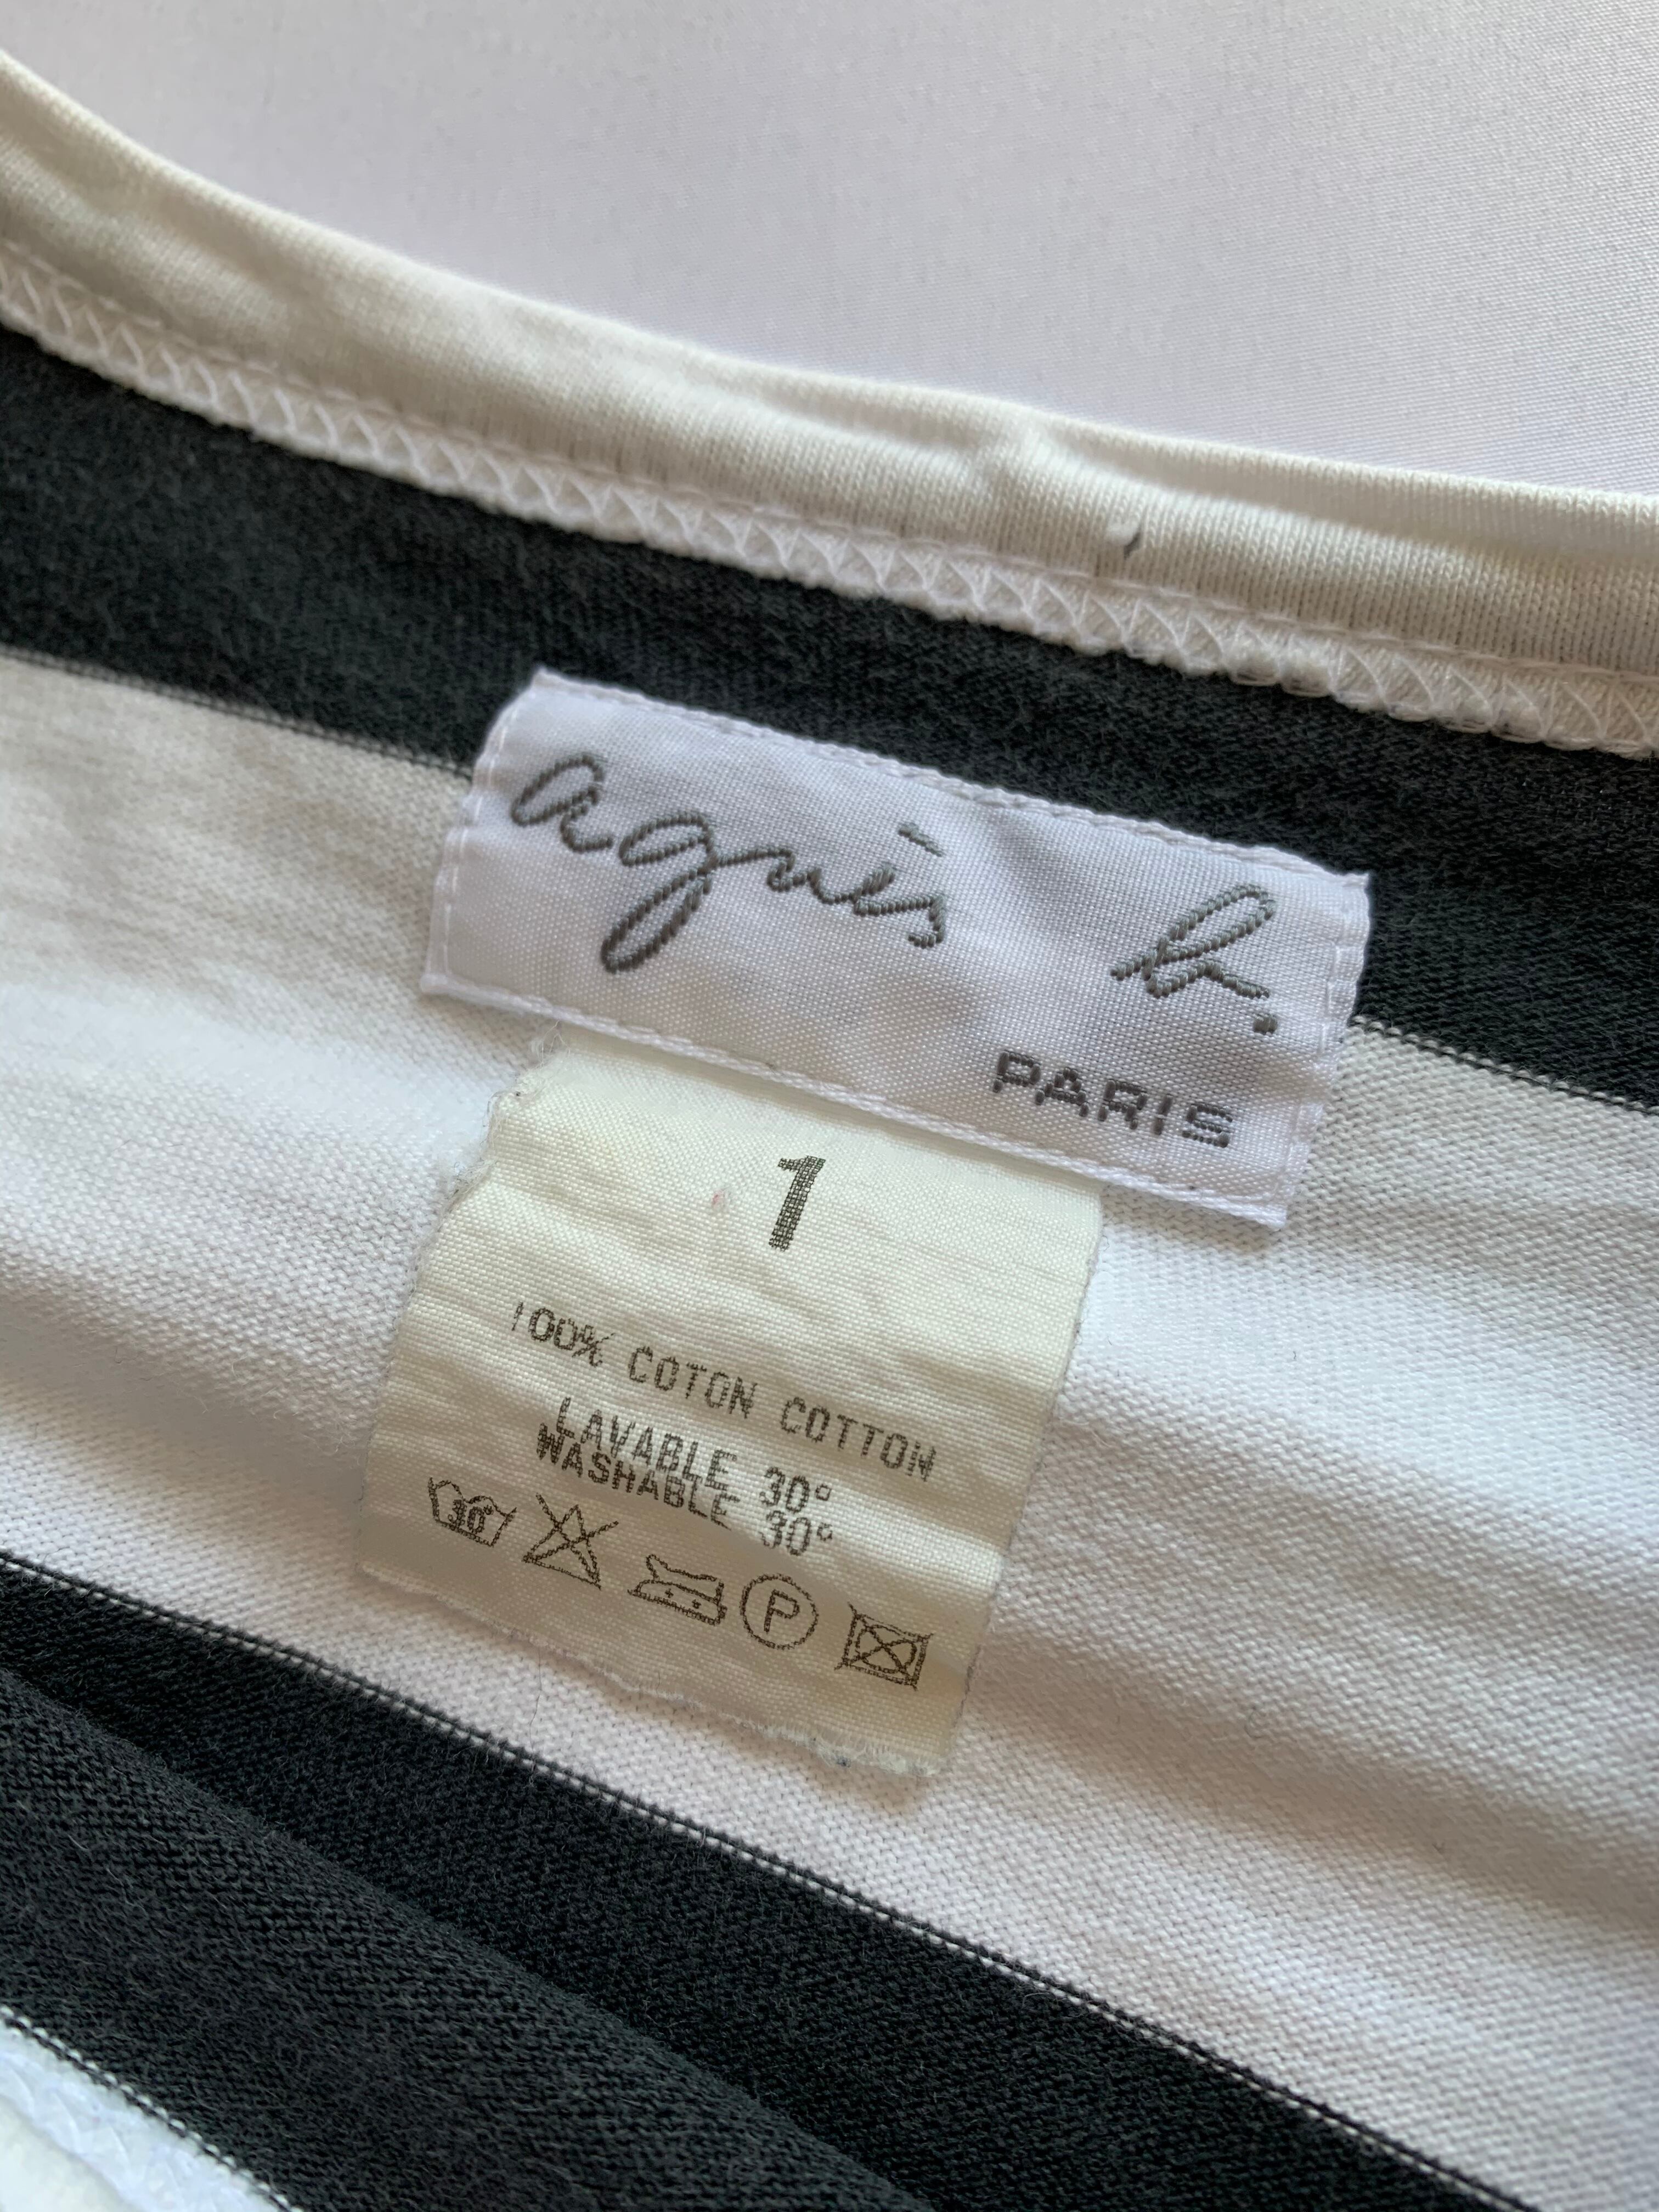 agnès b.
PARIS
1
100% COTON COTTON
LAVABLE 30°
WASHABLE 30°
30°
P